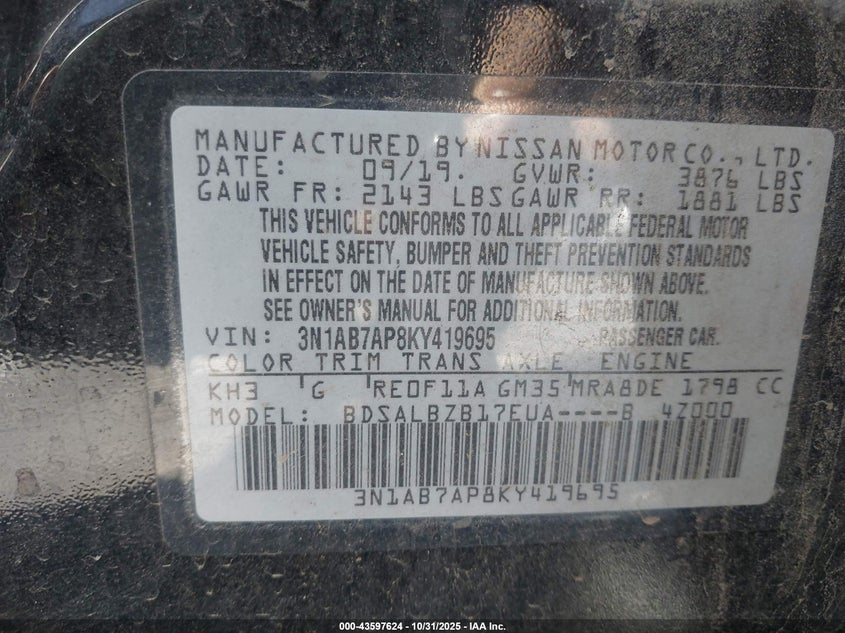 MANUFACTURED BY NISSAN MOTOR CO., LTD.
DATE: 09/19. GVWR: 3876 LBS
GAWR FR: 2143 LBS GAWR RR: 1881 LBS
THIS VEHICLE CONFORMS TO ALL APPLICABLE FEDERAL MOTOR
VEHICLE SAFETY, BUMPER AND THEFT PREVENTION STANDARDS
IN EFFECT ON THE DATE OF MANUFACTURE SHOWN ABOVE.
SEE OWNER'S MANUAL FOR ADDITIONAL INFORMATION.
VIN: 3N1AB7AP8KY419695 PASSENGER CAR.
COLOR TRIM TRANS AXLE ENGINE
KH3 G RE0F11A GM35 MRA8DE 1798 CC
MODEL: BDSALBZB17EUA----B 4Z000
3N1AB7AP8KY419695
000-43597624 | 10/31/2025 - IAA Inc.